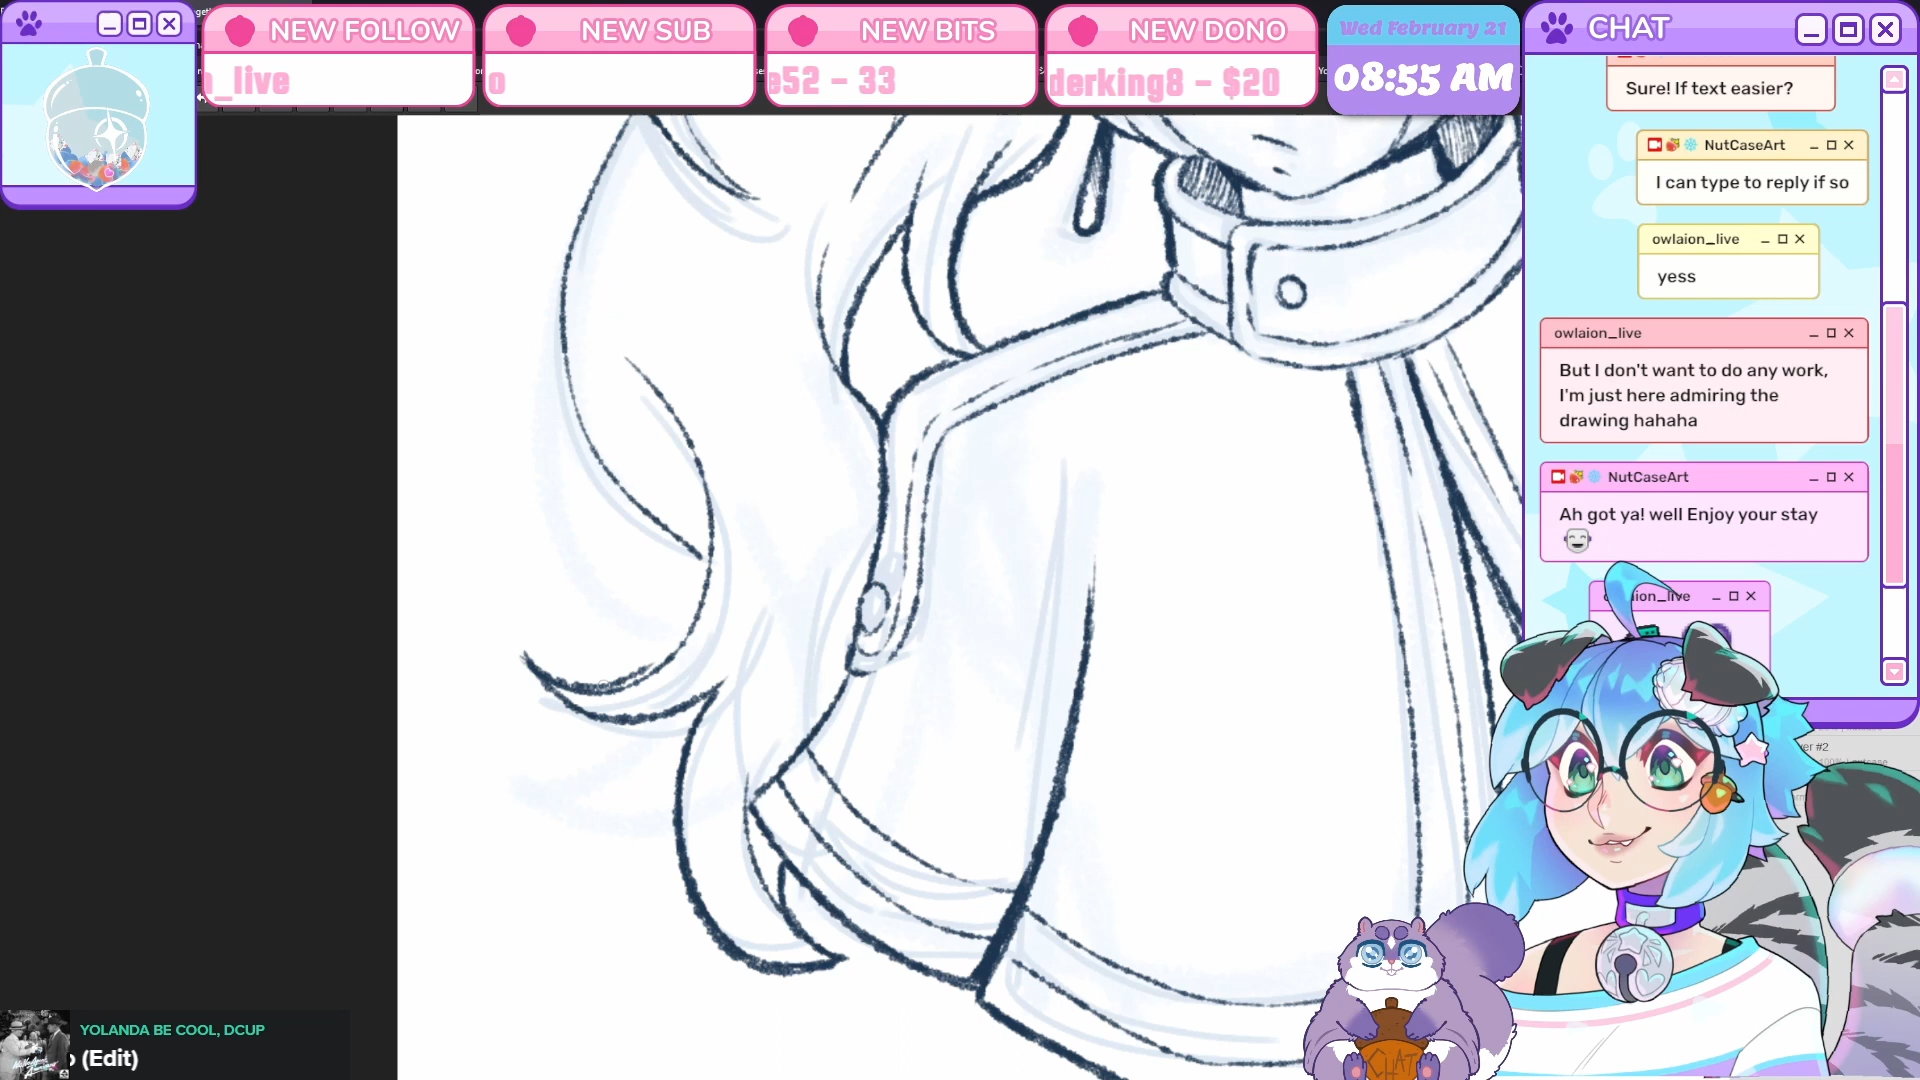 NEW FOLLOW
n_live
NEW SUB
o
NEW BITS
e52 - 33
NEW DONO
derking8 - $20
Wed February 21
08:55 AM
CHAT
Sure! If text easier?
NutCaseArt
I can type to reply if so
owlaion_live
yess
owlaion_live
But I don't want to do any work,
I'm just here admiring the
drawing hahaha
NutCaseArt
Ah got ya! well Enjoy your stay
YOLANDA BE COOL, DCUP
(Edit)
CHAT